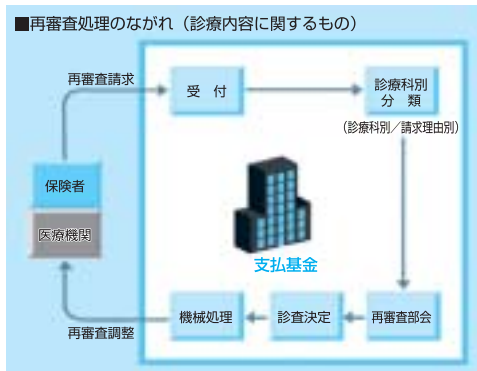 ■再審査処理のながれ（診療内容に関するもの）
再審査請求
受　付
診療科別
分　類
（診療科別／請求理由別）
保険者
医療機関
支払基金
機械処理
診査決定
再審査部会
再審査調整